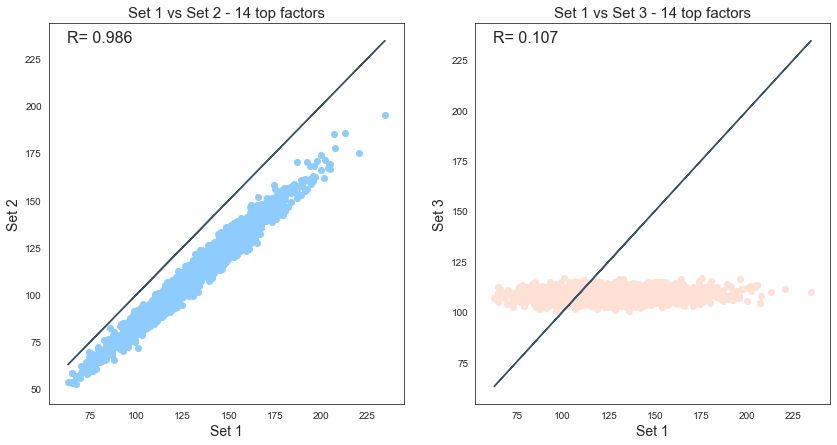 Set 1 vs Set 2 - 14 top factors
R= 0.986
225
200
175
150
125
100
75
50
Set 2
75 100 125 150 175 200 225
Set 1
Set 1 vs Set 3 - 14 top factors
R= 0.107
225
200
175
150
125
100
75
Set 3
75 100 125 150 175 200 225
Set 1